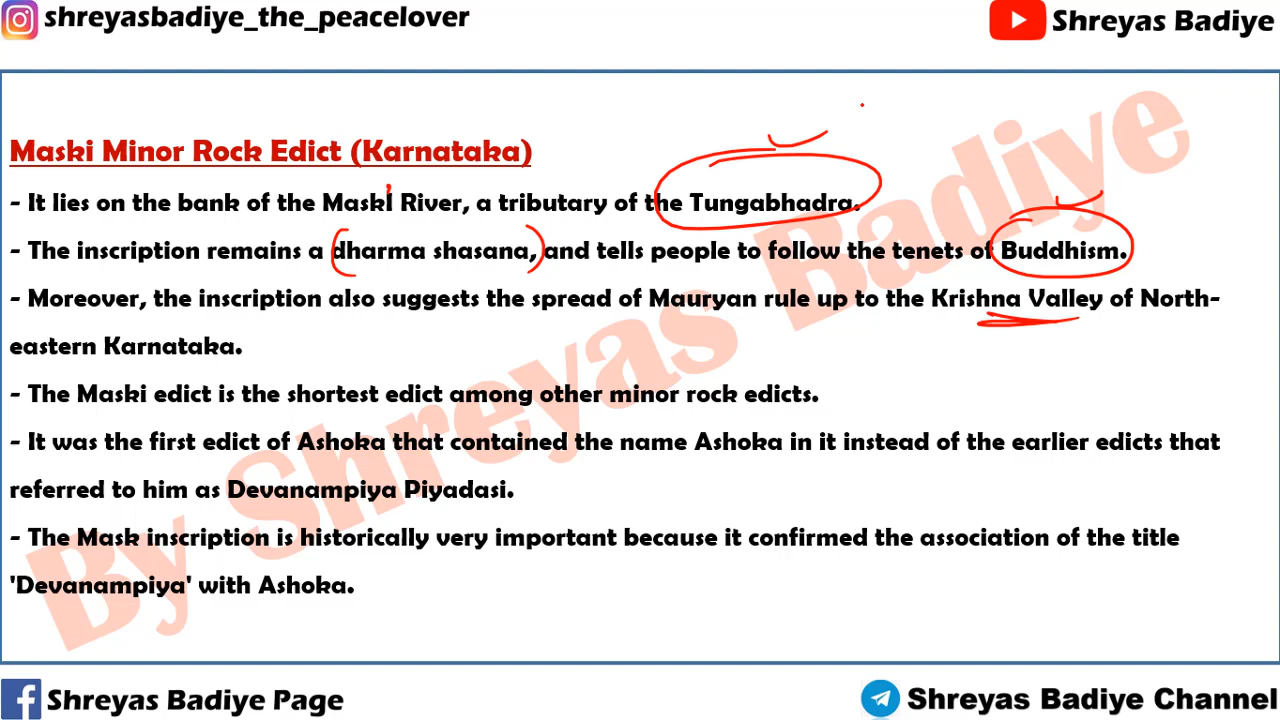 shreyasbadiye_the_peacelover
Shreyas Badiye
Maski Minor Rock Edict (Karnataka)
- It lies on the bank of the Maski River, a tributary of the Tungabhadra.
- The inscription remains a dharma shasana, and tells people to follow the tenets of Buddhism.
- Moreover, the inscription also suggests the spread of Mauryan rule up to the Krishna Valley of North-
eastern Karnataka.
- The Maski edict is the shortest edict among other minor rock edicts.
- It was the first edict of Ashoka that contained the name Ashoka in it instead of the earlier edicts that
referred to him as Devanampiya Piyadasi.
- The Mask inscription is historically very important because it confirmed the association of the title
'Devanampiya' with Ashoka.
By Shreyas Badiye
Shreyas Badiye Page
Shreyas Badiye Channel